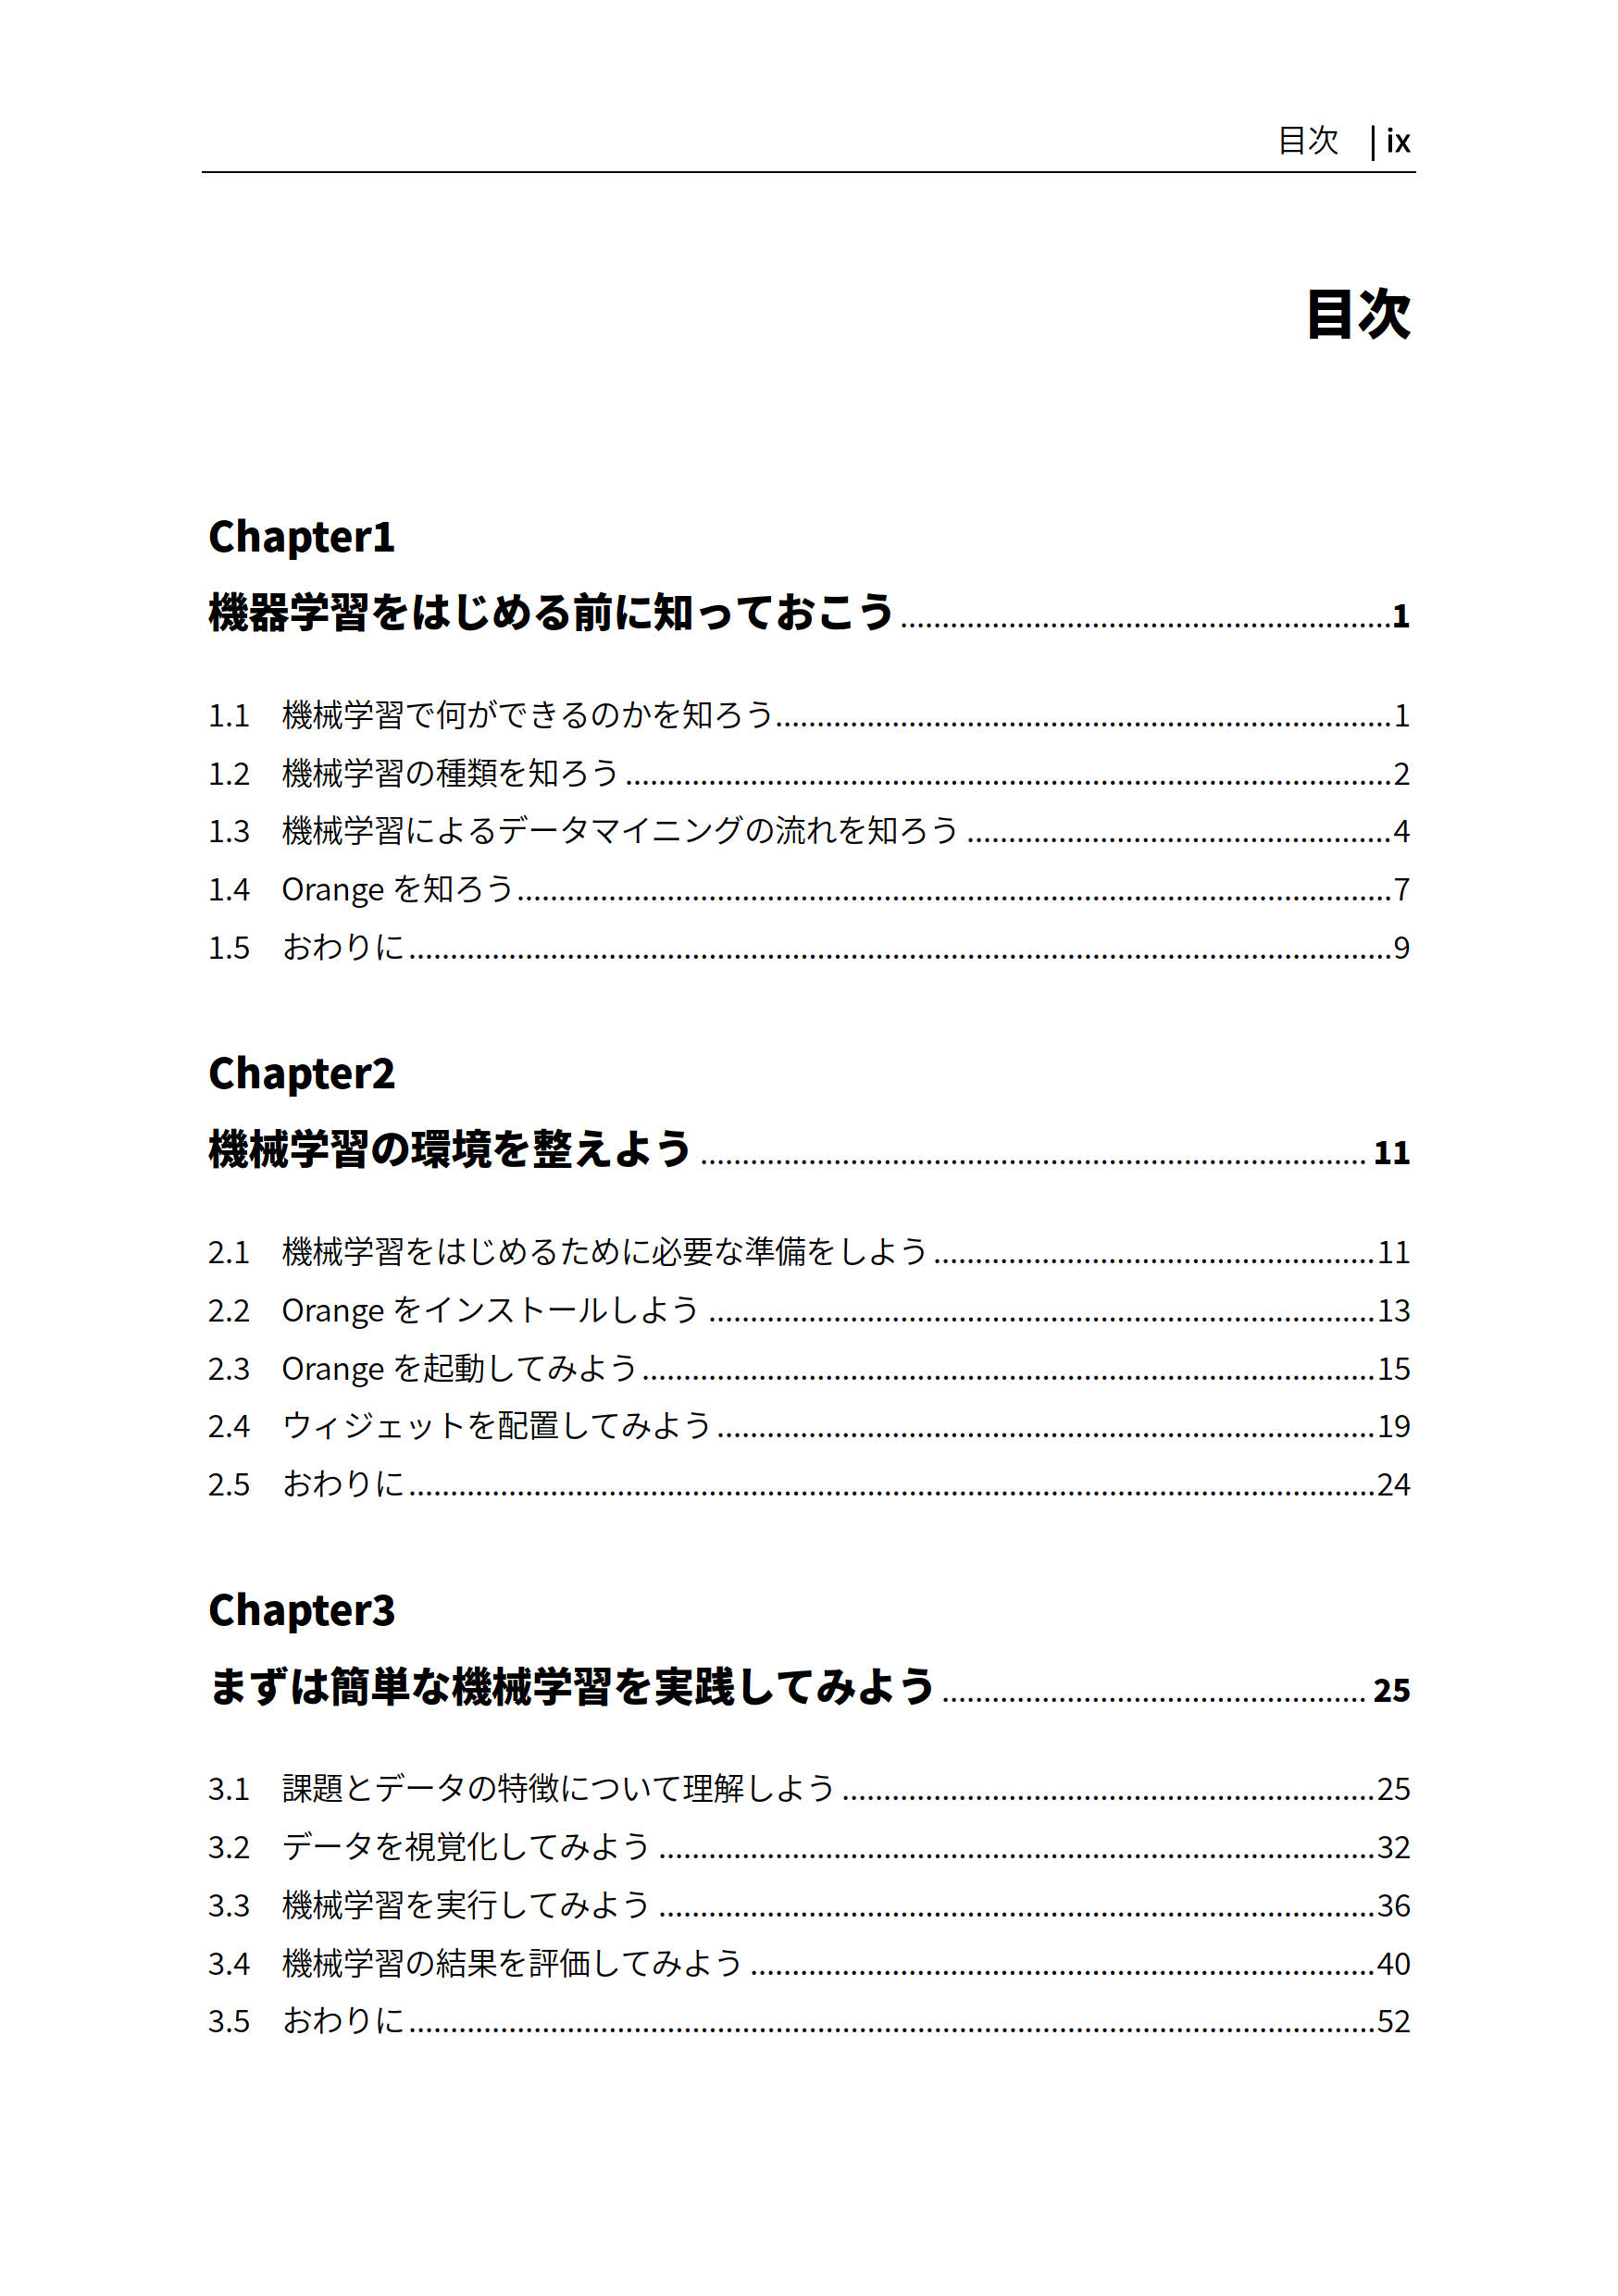 目次 | ix
目次
Chapter1
機器学習をはじめる前に知っておこう ........................................................... 1
1.1 機械学習で何ができるのかを知ろう ........................................................... 1
1.2 機械学習の種類を知ろう ........................................................... 2
1.3 機械学習によるデータマイニングの流れを知ろう ........................................................... 4
1.4 Orange を知ろう ........................................................... 7
1.5 おわりに ........................................................... 9
Chapter2
機械学習の環境を整えよう ........................................................... 11
2.1 機械学習をはじめるために必要な準備をしよう ........................................................... 11
2.2 Orange をインストールしよう ........................................................... 13
2.3 Orange を起動してみよう ........................................................... 15
2.4 ウィジェットを配置してみよう ........................................................... 19
2.5 おわりに ........................................................... 24
Chapter3
まずは簡単な機械学習を実践してみよう ........................................................... 25
3.1 課題とデータの特徴について理解しよう ........................................................... 25
3.2 データを視覚化してみよう ........................................................... 32
3.3 機械学習を実行してみよう ........................................................... 36
3.4 機械学習の結果を評価してみよう ........................................................... 40
3.5 おわりに ........................................................... 52